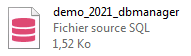 demo_2021_dbmanager
Fichier source SQL
1,52 Ko